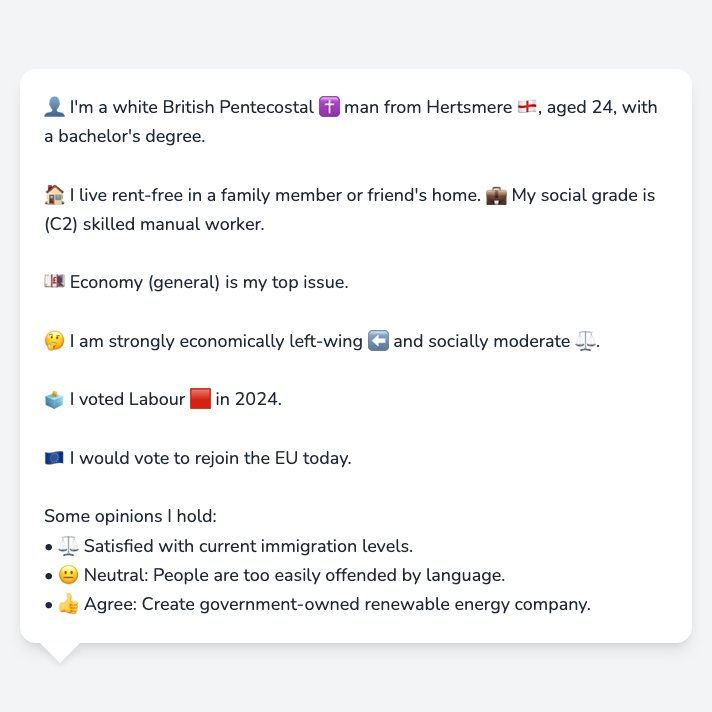 👤 I'm a white British Pentecostal ✝️ man from Hertsmere 🏴󠁧󠁢󠁥󠁮󠁧󠁿, aged 24, with
a bachelor's degree.
🏠 I live rent-free in a family member or friend's home. 💼 My social grade is
(C2) skilled manual worker.
💷 Economy (general) is my top issue.
🤔 I am strongly economically left-wing ⬅️ and socially moderate ⚖️.
🗳️ I voted Labour 🟥 in 2024.
🇪🇺 I would vote to rejoin the EU today.
Some opinions I hold:
• ⚖️ Satisfied with current immigration levels.
• 😐 Neutral: People are too easily offended by language.
• 👍 Agree: Create government-owned renewable energy company.